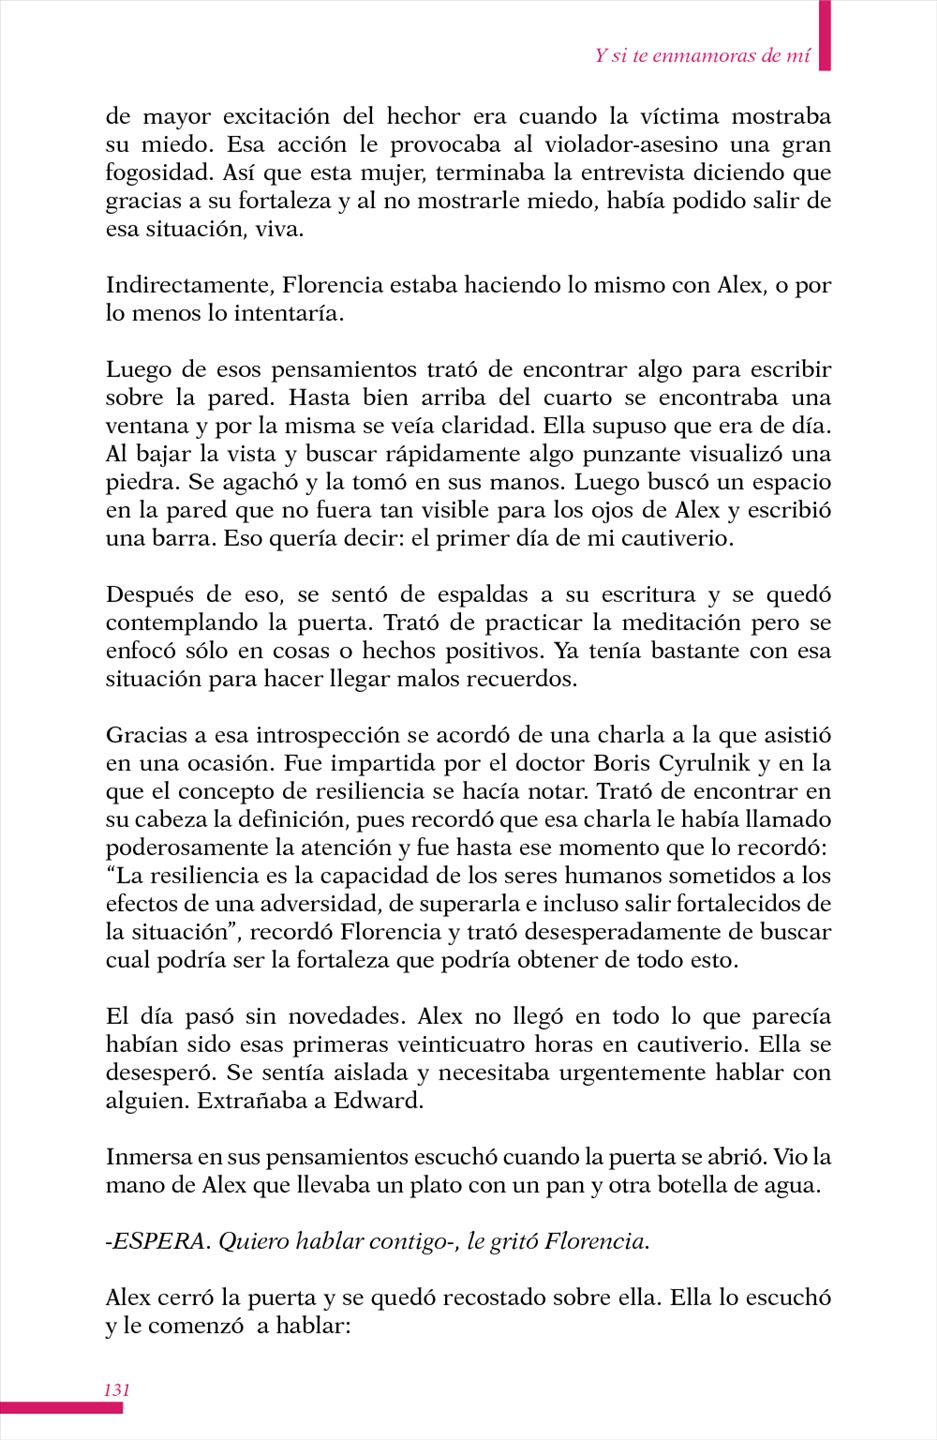 Y si te enmamoras de mí
de mayor excitación del hechor era cuando la víctima mostraba
su miedo. Esa acción le provocaba al violador-asesino una gran
fogosidad. Así que esta mujer, terminaba la entrevista diciendo que
gracias a su fortaleza y al no mostrarle miedo, había podido salir de
esa situación, viva.
Indirectamente, Florencia estaba haciendo lo mismo con Alex, o por
lo menos lo intentaría.
Luego de esos pensamientos trató de encontrar algo para escribir
sobre la pared. Hasta bien arriba del cuarto se encontraba una
ventana y por la misma se veía claridad. Ella supuso que era de día.
Al bajar la vista y buscar rápidamente algo punzante visualizó una
piedra. Se agachó y la tomó en sus manos. Luego buscó un espacio
en la pared que no fuera tan visible para los ojos de Alex y escribió
una barra. Eso quería decir: el primer día de mi cautiverio.
Después de eso, se sentó de espaldas a su escritura y se quedó
contemplando la puerta. Trató de practicar la meditación pero se
enfocó sólo en cosas o hechos positivos. Ya tenía bastante con esa
situación para hacer llegar malos recuerdos.
Gracias a esa introspección se acordó de una charla a la que asistió
en una ocasión. Fue impartida por el doctor Boris Cyrulnik y en la
que el concepto de resiliencia se hacía notar. Trató de encontrar en
su cabeza la definición, pues recordó que esa charla le había llamado
poderosamente la atención y fue hasta ese momento que lo recordó:
“La resiliencia es la capacidad de los seres humanos sometidos a los
efectos de una adversidad, de superarla e incluso salir fortalecidos de
la situación”, recordó Florencia y trató desesperadamente de buscar
cual podría ser la fortaleza que podría obtener de todo esto.
El día pasó sin novedades. Alex no llegó en todo lo que parecía
habían sido esas primeras veinticuatro horas en cautiverio. Ella se
desesperó. Se sentía aislada y necesitaba urgentemente hablar con
alguien. Extrañaba a Edward.
Inmersa en sus pensamientos escuchó cuando la puerta se abrió. Vio la
mano de Alex que llevaba un plato con un pan y otra botella de agua.
-ESPERA. Quiero hablar contigo-, le gritó Florencia.
Alex cerró la puerta y se quedó recostado sobre ella. Ella lo escuchó
y le comenzó  a hablar:
131